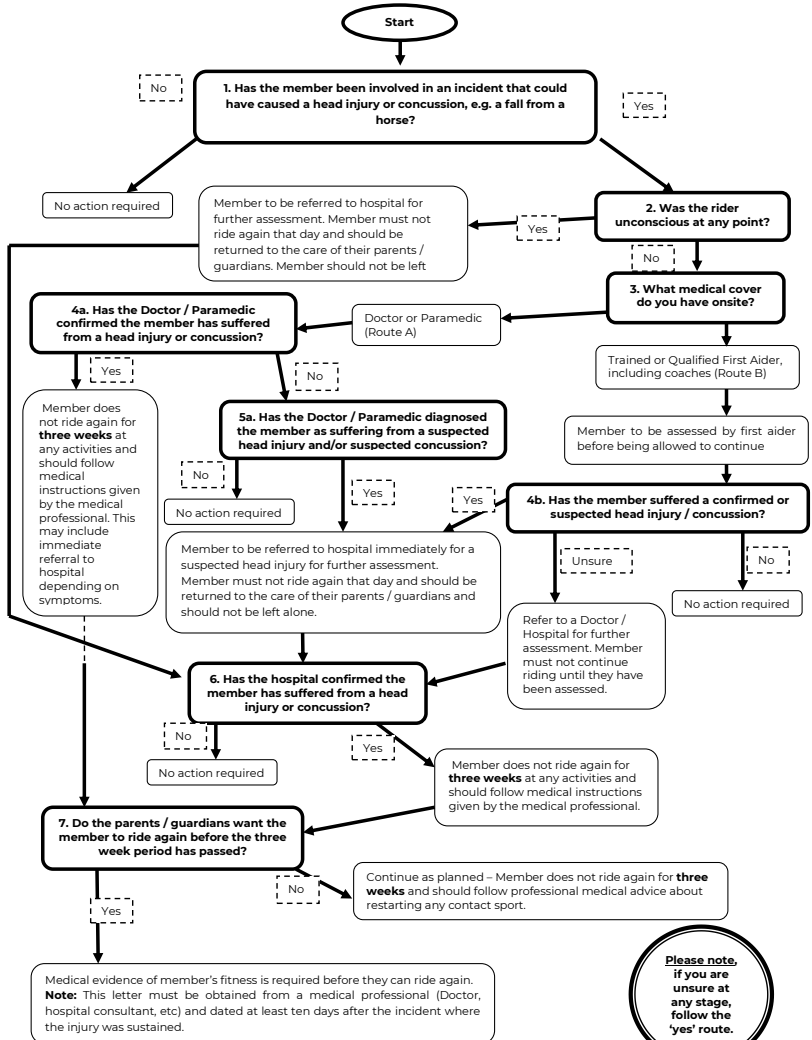 Start
No
1. Has the member been involved in an incident that could
have caused a head injury or concussion, e.g. a fall from a
horse?
Yes
No action required
Member to be referred to hospital for
further assessment. Member must not
ride again that day and should be
returned to the care of their parents /
guardians. Member should not be left
Yes
2. Was the rider
unconscious at any point?
No
3. What medical cover
do you have onsite?
4a. Has the Doctor / Paramedic
confirmed the member has suffered
from a head injury or concussion?
Doctor or Paramedic
(Route A)
Trained or Qualified First Aider,
including coaches (Route B)
Yes
No
Member does
not ride again for
three weeks at
any activities and
should follow
medical
instructions given
by the medical
professional. This
may include
immediate
referral to
hospital
depending on
symptoms.
5a. Has the Doctor / Paramedic diagnosed
the member as suffering from a suspected
head injury and/or suspected concussion?
Member to be assessed by first aider
before being allowed to continue
No
Yes
Yes
No action required
4b. Has the member suffered a confirmed or
suspected head injury / concussion?
Member to be referred to hospital immediately for a
suspected head injury for further assessment.
Member must not ride again that day and should be
returned to the care of their parents / guardians and
should not be left alone.
Unsure
No
No action required
Refer to a Doctor /
Hospital for further
assessment. Member
must not continue
riding until they have
been assessed.
6. Has the hospital confirmed the
member has suffered from a head
injury or concussion?
No
Yes
No action required
Member does not ride again for
three weeks at any activities and
should follow medical instructions
given by the medical professional.
7. Do the parents / guardians want the
member to ride again before the three
week period has passed?
No
Continue as planned – Member does not ride again for three
weeks and should follow professional medical advice about
restarting any contact sport.
Yes
Medical evidence of member's fitness is required before they can ride again.
Note: This letter must be obtained from a medical professional (Doctor,
hospital consultant, etc) and dated at least ten days after the incident where
the injury was sustained.
Please note,
if you are
unsure at
any stage,
follow the
'yes' route.